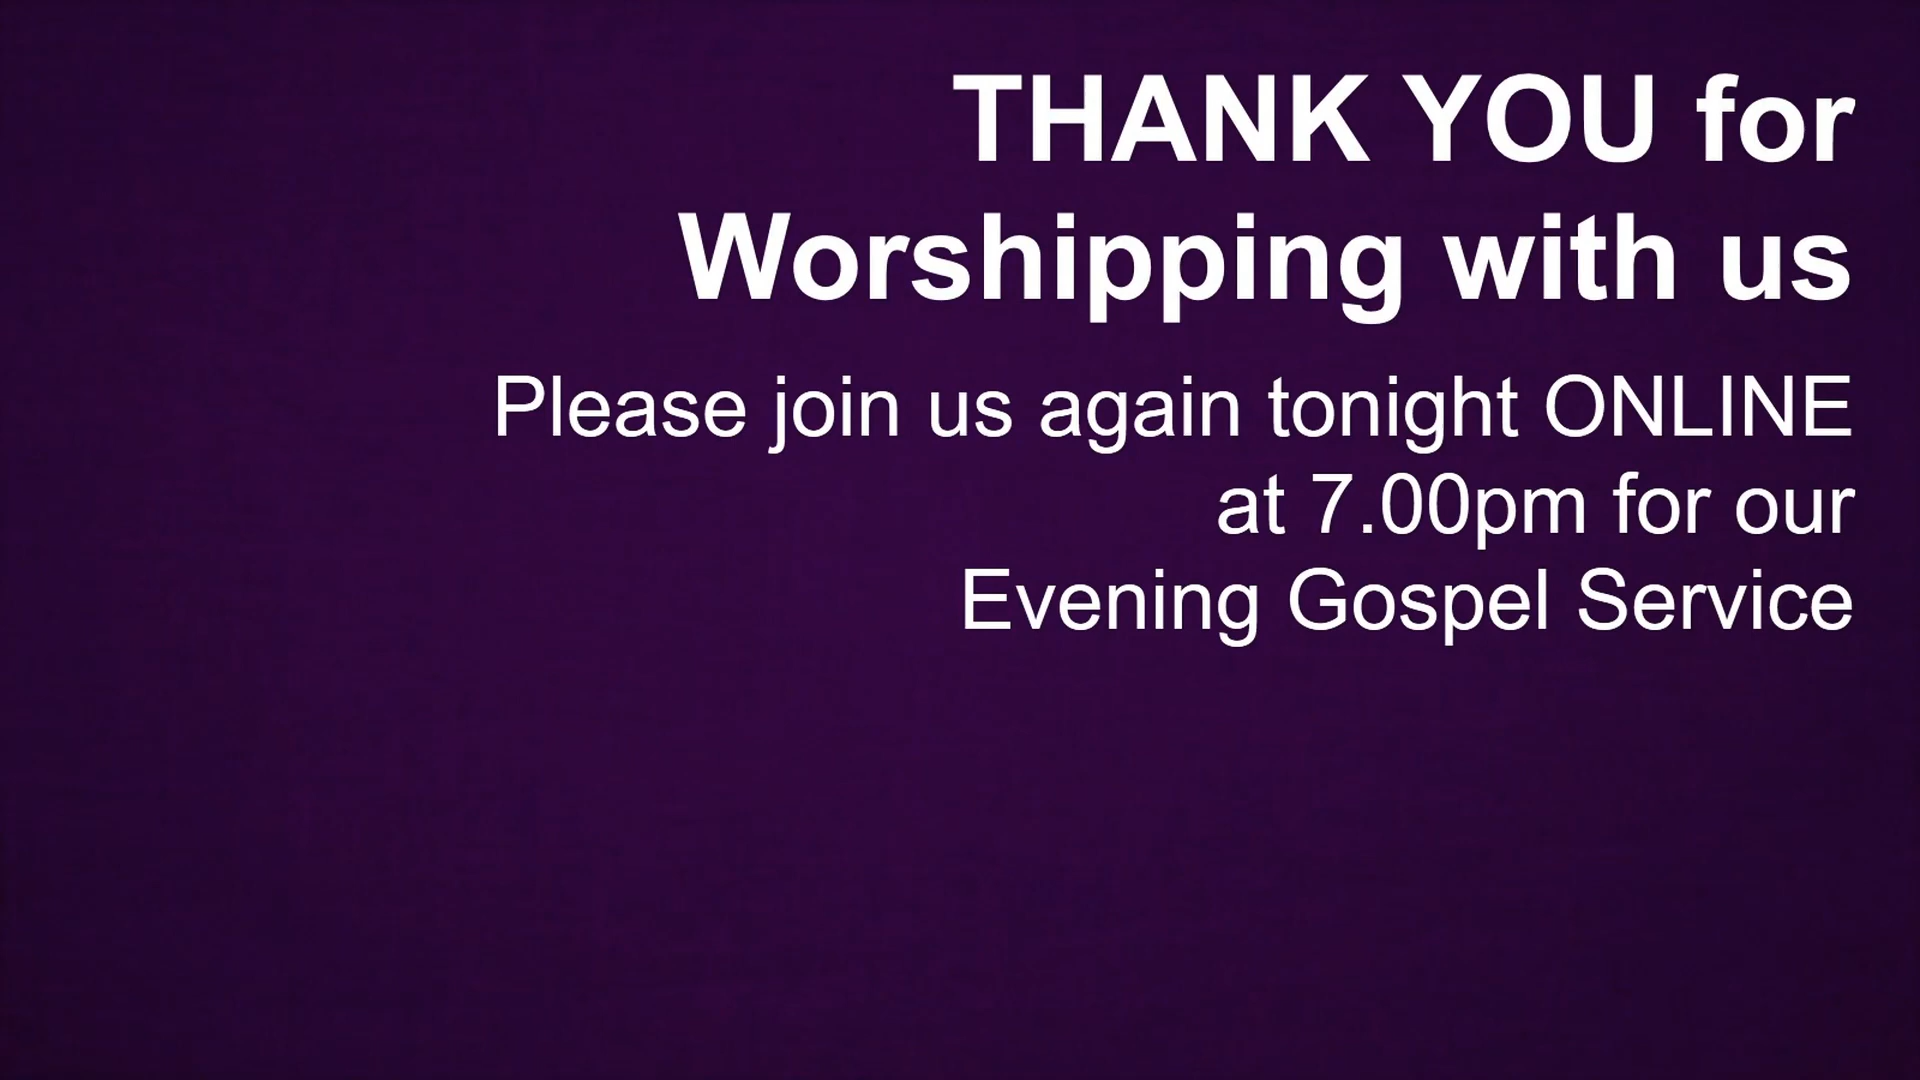 THANK YOU for
Worshipping with us
Please join us again tonight ONLINE
at 7.00pm for our
Evening Gospel Service